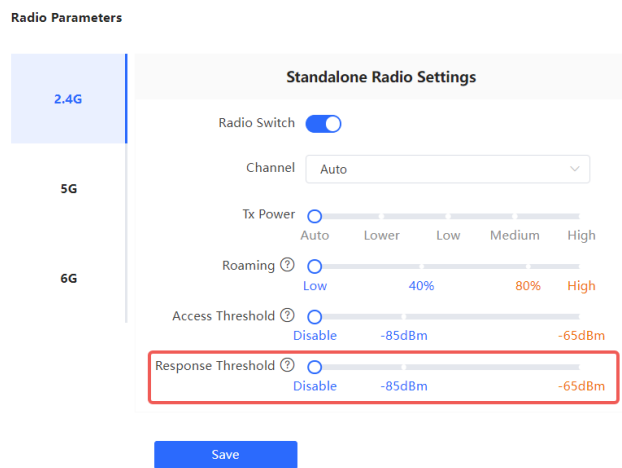 Radio Parameters
2.4G
5G
6G
Standalone Radio Settings
Radio Switch
Channel Auto
Tx Power
Auto Lower Low Medium High
Roaming ?
Low 40% 80% High
Access Threshold ?
Disable -85dBm -65dBm
Response Threshold ?
Disable -85dBm -65dBm
Save